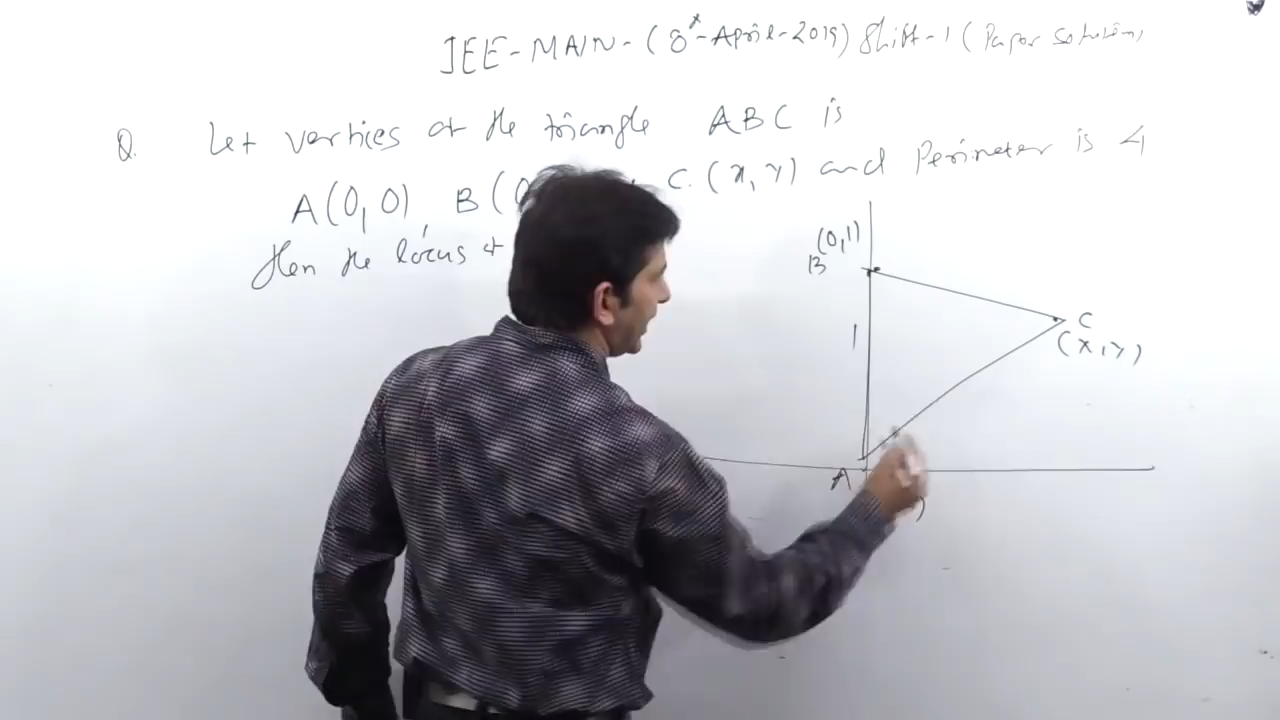 JEE-MAIN-(8-April-2019) Shift-1 (Paper solution)
Q. Let vertices of the triangle ABC is
A(0,0), B(0 C.(x,y) and Perimeter is 4
then the locus of
(0,1)
B
1
C
(x,y)
A
)